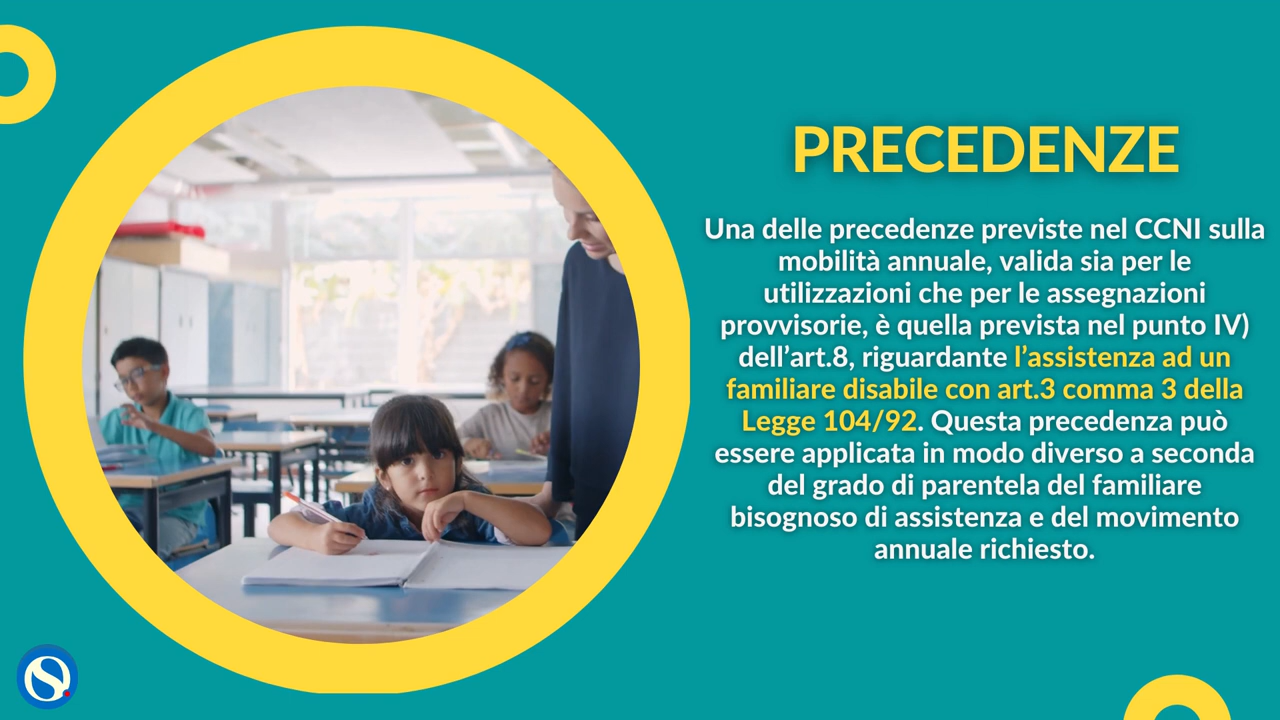 PRECEDENZE
Una delle precedenze previste nel CCNI sulla
mobilità annuale, valida sia per le
utilizzazioni che per le assegnazioni
provvisorie, è quella prevista nel punto IV)
dell’art.8, riguardante l’assistenza ad un
familiare disabile con art.3 comma 3 della
Legge 104/92. Questa precedenza può
essere applicata in modo diverso a seconda
del grado di parentela del familiare
bisognoso di assistenza e del movimento
annuale richiesto.
S